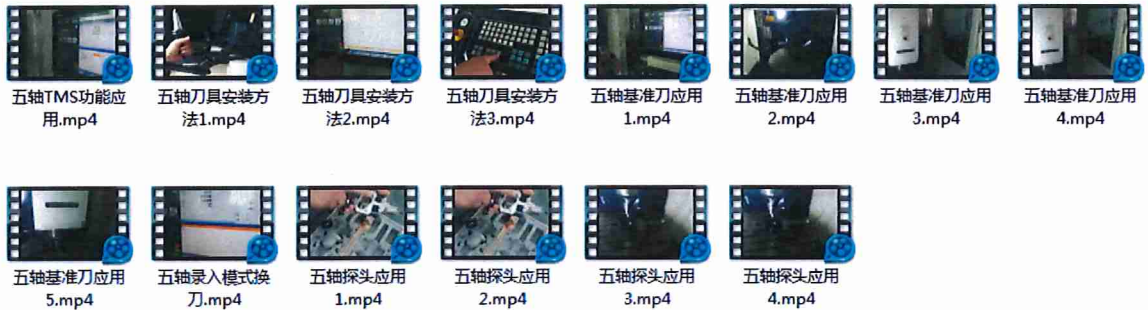 五轴TMS功能应
用.mp4
五轴刀具安装方
法1.mp4
五轴刀具安装方
法2.mp4
五轴刀具安装方
法3.mp4
五轴基准刀应用
1.mp4
五轴基准刀应用
2.mp4
五轴基准刀应用
3.mp4
五轴基准刀应用
4.mp4
五轴基准刀应用
5.mp4
五轴录入模式换
刀.mp4
五轴探头应用
1.mp4
五轴探头应用
2.mp4
五轴探头应用
3.mp4
五轴探头应用
4.mp4